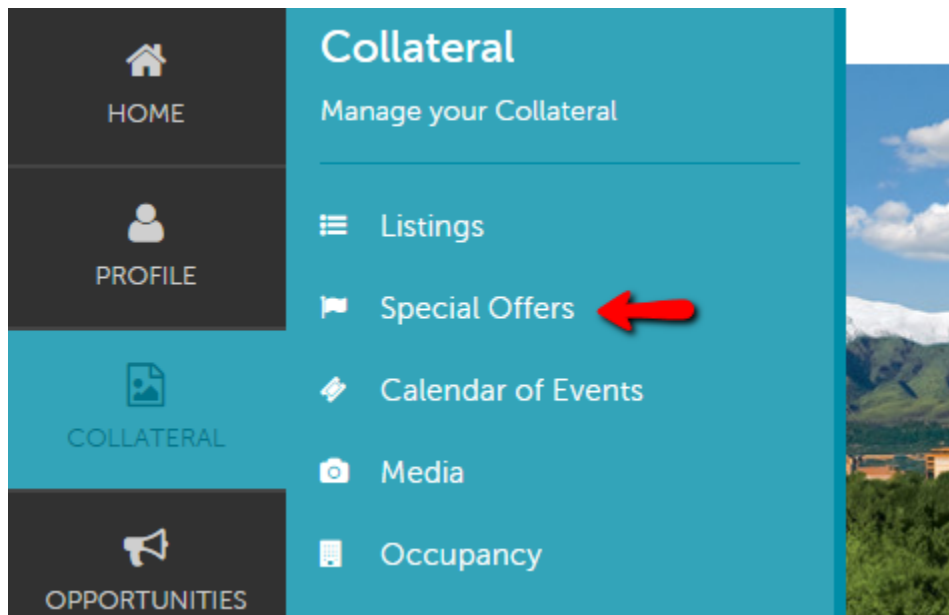 HOME
PROFILE
COLLATERAL
OPPORTUNITIES
Collateral
Manage your Collateral
Listings
Special Offers
Calendar of Events
Media
Occupancy